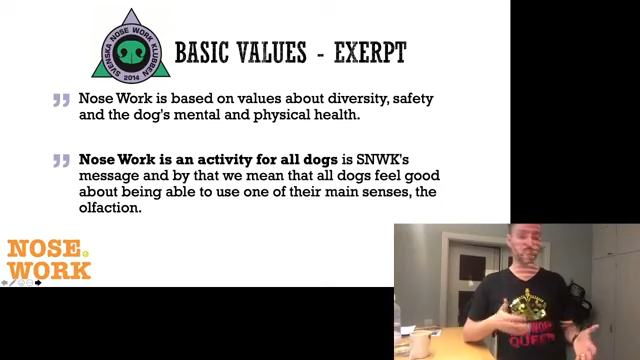 SVENSKA NOSE WORK KLUBBEN
2014
BASIC VALUES - EXERPT
Nose Work is based on values about diversity, safety
and the dog's mental and physical health.
Nose Work is an activity for all dogs is SNWK's
message and by that we mean that all dogs feel good
about being able to use one of their main senses, the
olfaction.
NOSE
WORK
QUEEN